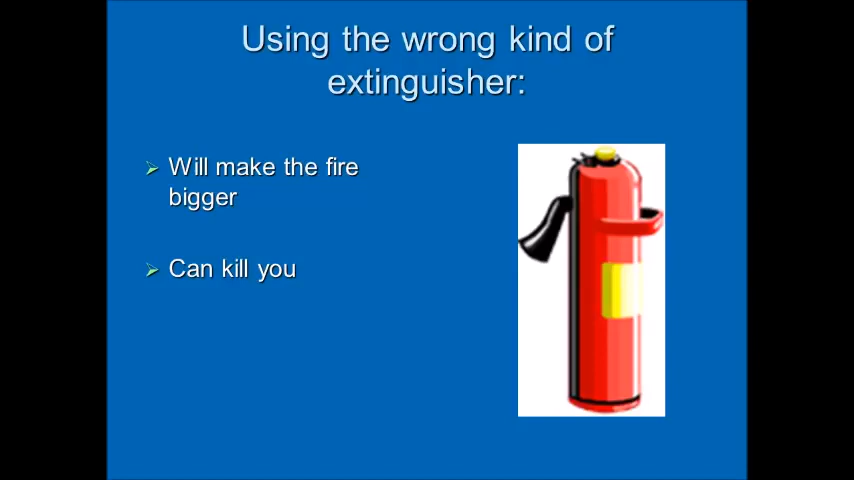 Using the wrong kind of
extinguisher:
Will make the fire
bigger
Can kill you